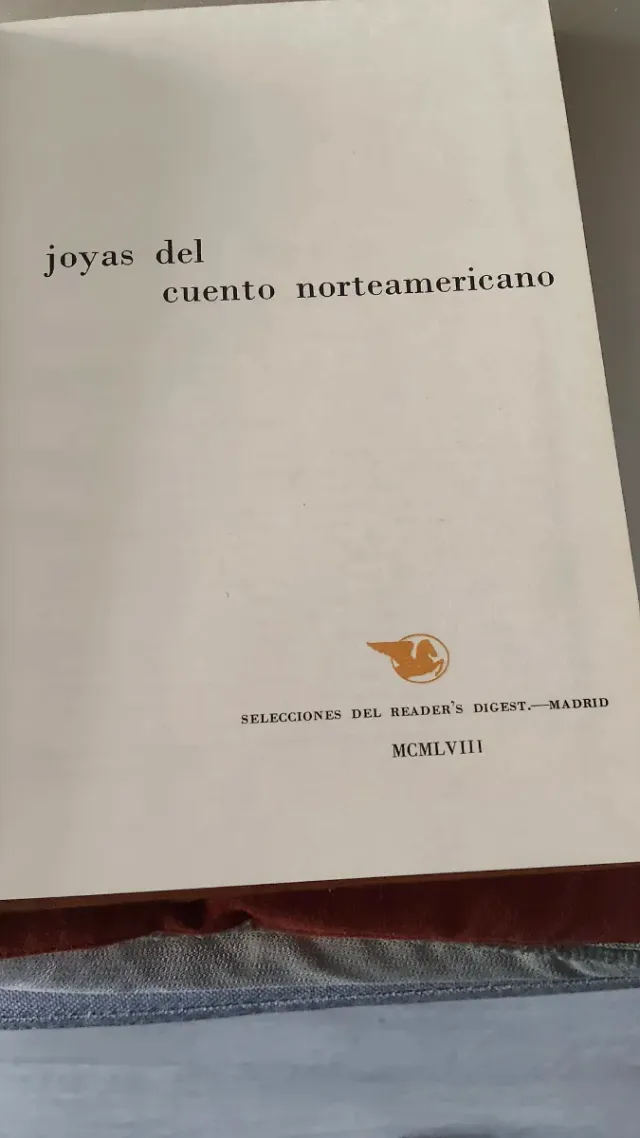 joyas del
cuento norteamericano
SELECCIONES DEL READER'S DIGEST.—MADRID
MCMLVIII